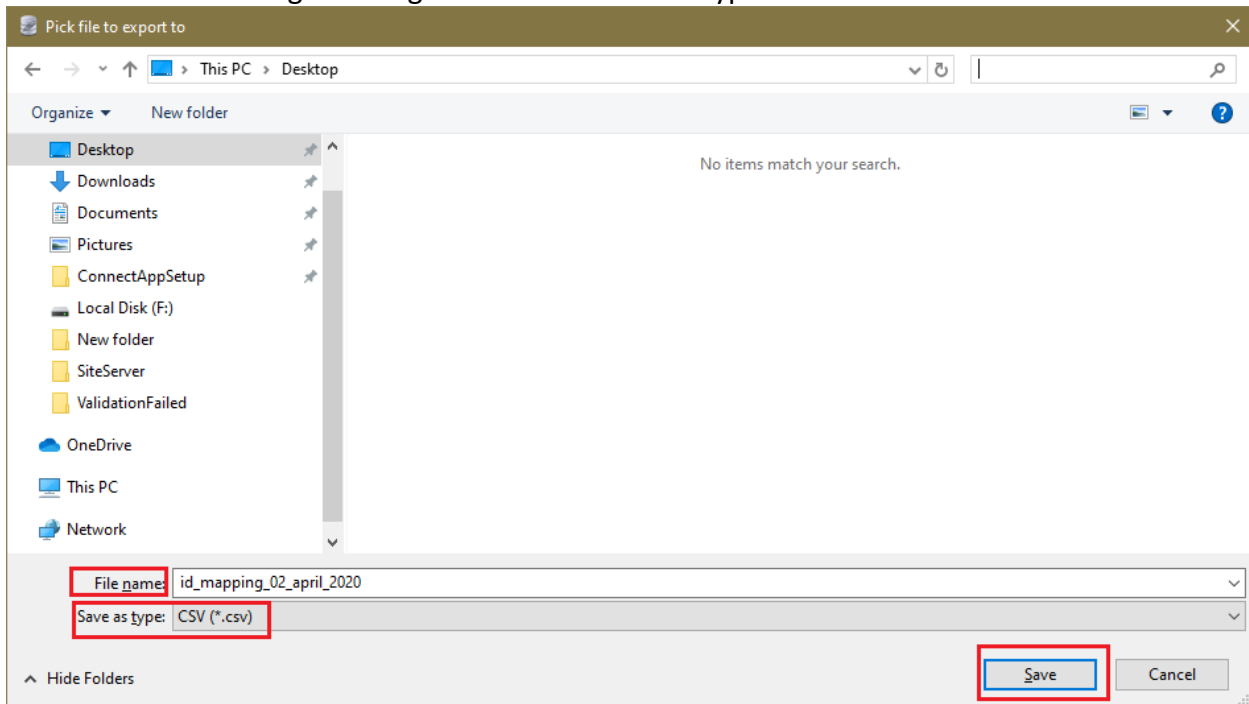 Pick file to export to
This PC > Desktop
Organize New folder
Desktop
Downloads
Documents
Pictures
ConnectAppSetup
Local Disk (F:)
New folder
SiteServer
ValidationFailed
OneDrive
This PC
Network
No items match your search.
File name: id_mapping_02_april_2020
Save as type: CSV (*.csv)
Hide Folders
Save Cancel